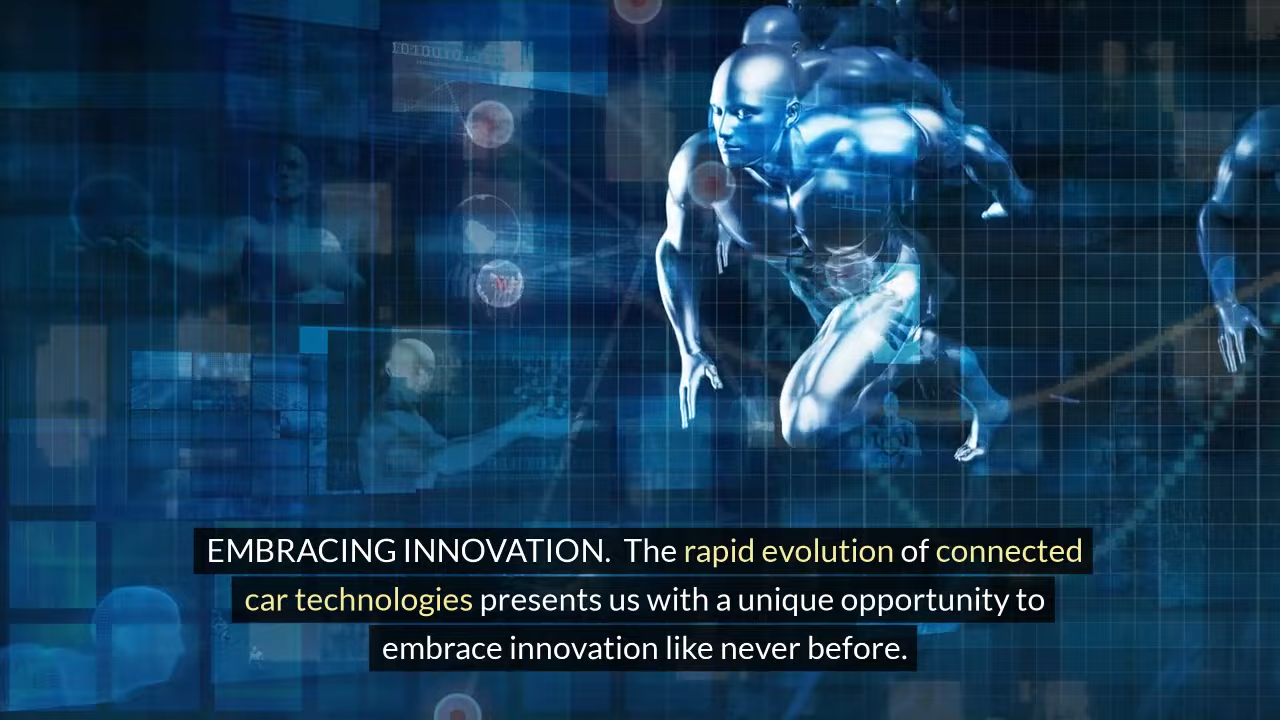 1010010
EMBRACING INNOVATION.  The rapid evolution of connected
car technologies presents us with a unique opportunity to
embrace innovation like never before.